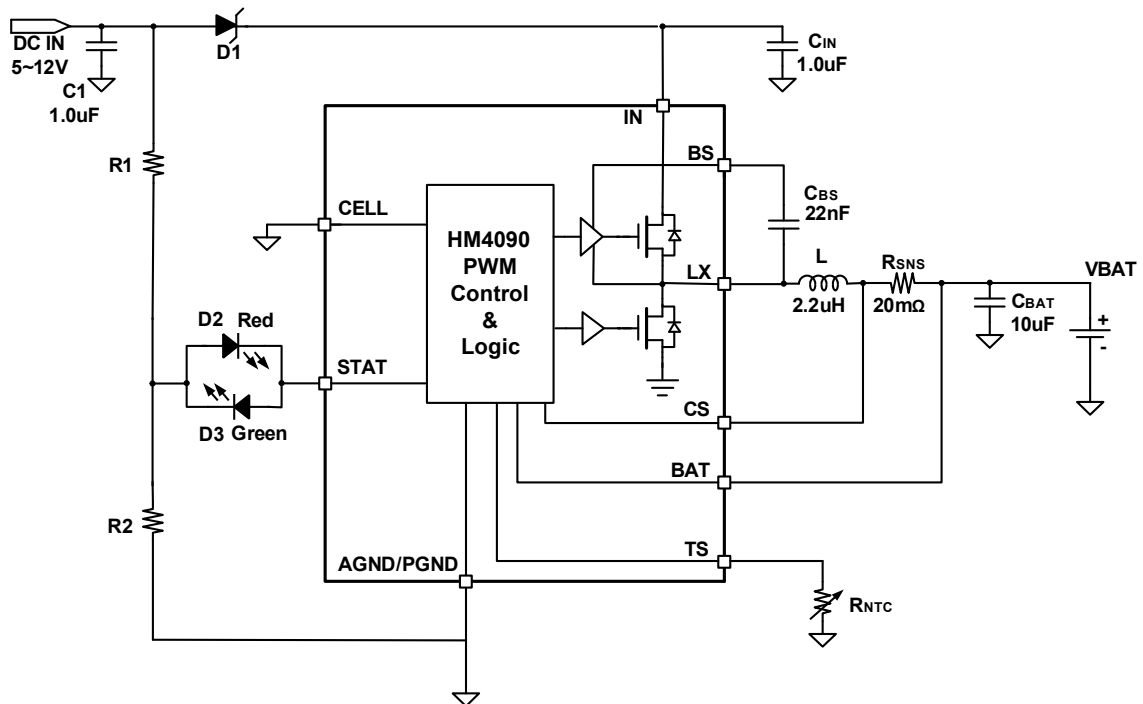 DC IN
5~12V
C1
1.0uF
D1
CIN
1.0uF
IN
BS
R1
CELL
CBS
22nF
HM4090
PWM
Control
&
Logic
LX
L
2.2uH
RSNS
20mΩ
VBAT
CBAT
10uF
+
-
D2 Red
STAT
D3 Green
CS
BAT
R2
TS
AGND/PGND
RNTC